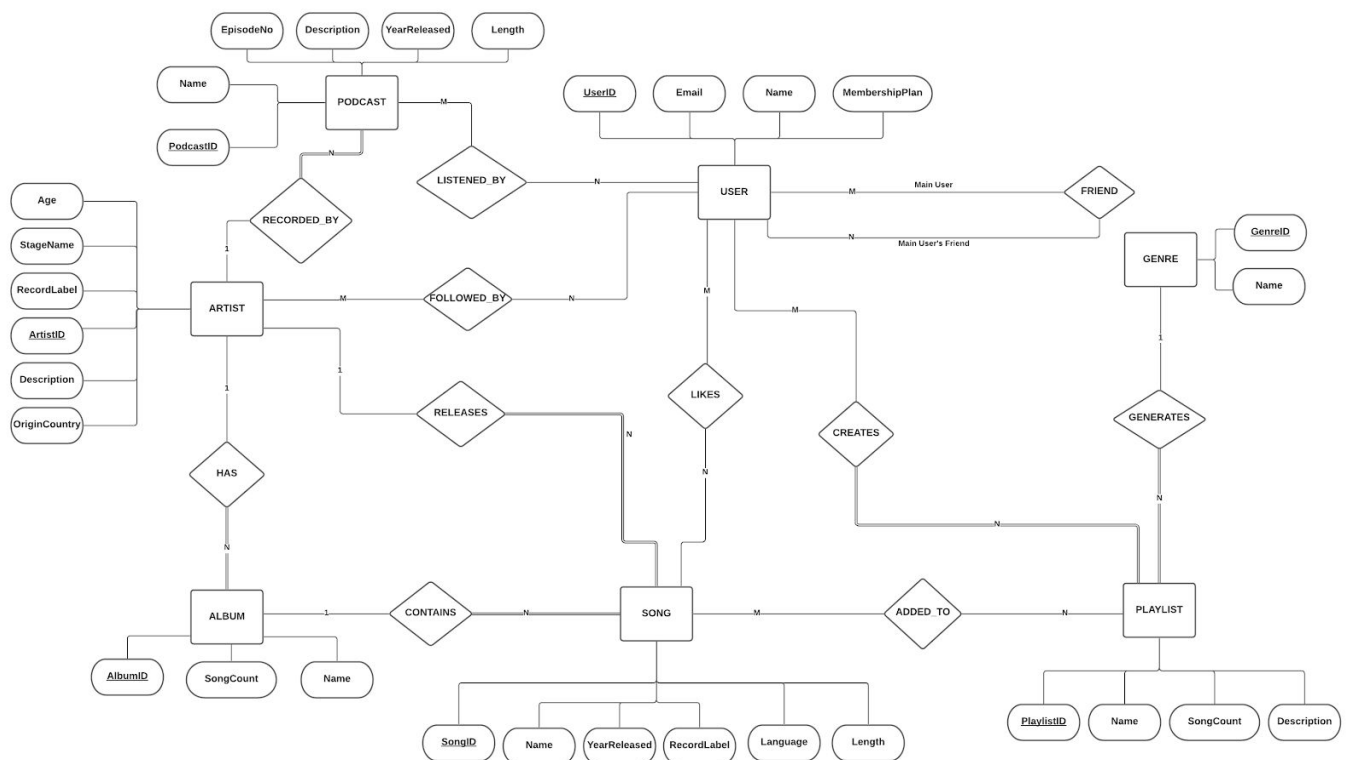 EpisodeNo
Description
YearReleased
Length
Name
PODCAST
M
PodcastID
N
UserID
Email
Name
MembershipPlan
LISTENED_BY
N
USER
M
Main User
FRIEND
N
Main User's Friend
Age
StageName
RecordLabel
ArtistID
Description
OriginCountry
RECORDED_BY
1
ARTIST
M
FOLLOWED_BY
N
GENRE
GenreID
Name
1
RELEASES
N
M
LIKES
N
M
CREATES
N
1
GENERATES
N
1
HAS
N
ALBUM
1
CONTAINS
N
SONG
M
ADDED_TO
N
PLAYLIST
AlbumID
SongCount
Name
SongID
Name
YearReleased
RecordLabel
Language
Length
PlaylistID
Name
SongCount
Description